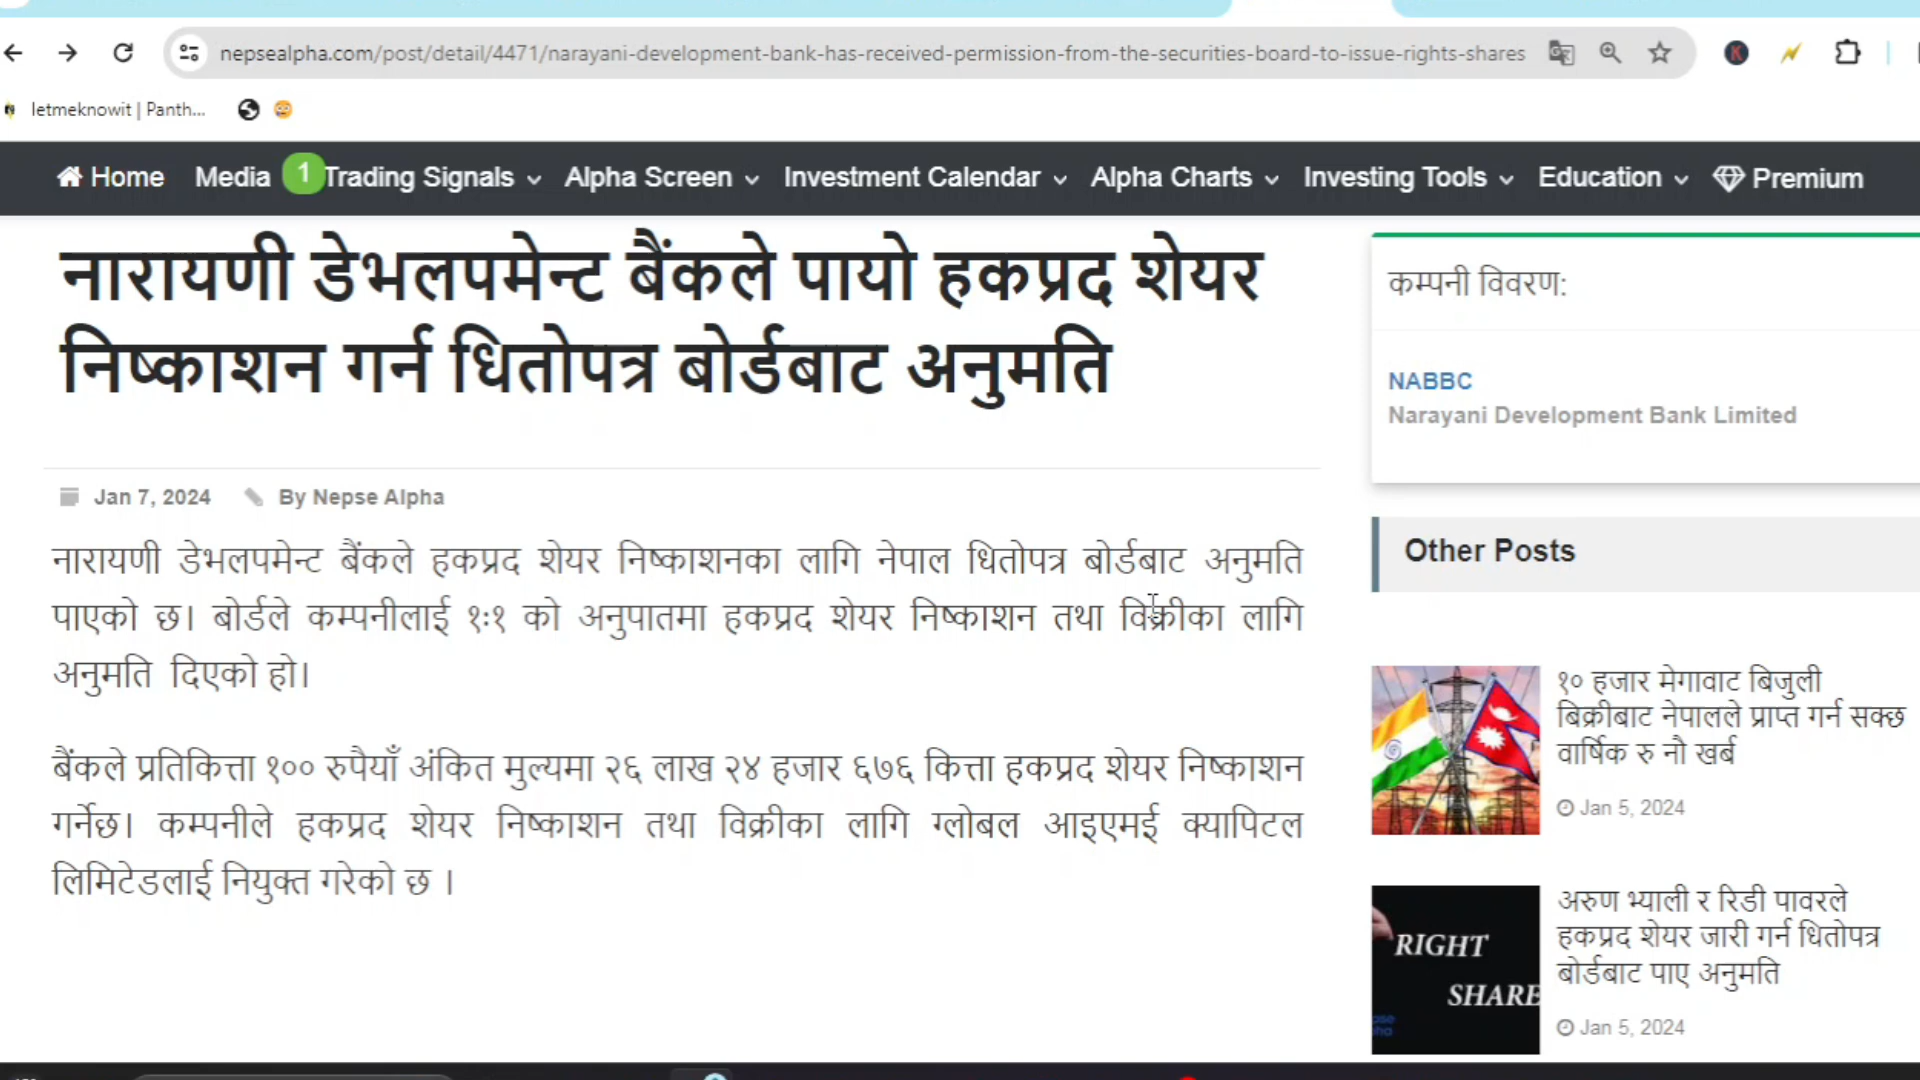 nepsealpha.com/post/detail/4471/narayani-development-bank-has-received-permission-from-the-securities-board-to-issue-rights-shares
letmeknowit | Panth...
Home Media 1 Trading Signals Alpha Screen Investment Calendar Alpha Charts Investing Tools Education Premium
नारायणी डेभलपमेन्ट बैंकले पायो हकप्रद शेयर
निष्काशन गर्न धितोपत्र बोर्डबाट अनुमति
Jan 7, 2024 By Nepse Alpha
नारायणी डेभलपमेन्ट बैंकले हकप्रद शेयर निष्काशनका लागि नेपाल धितोपत्र बोर्डबाट अनुमति
पाएको छ। बोर्डले कम्पनीलाई १ः१ को अनुपातमा हकप्रद शेयर निष्काशन तथा विक्रीका लागि
अनुमति दिएको हो।
बैंकले प्रतिकित्ता १०० रुपैयाँ अंकित मुल्यमा २६ लाख २४ हजार ६७६ कित्ता हकप्रद शेयर निष्काशन
गर्नेछ। कम्पनीले हकप्रद शेयर निष्काशन तथा विक्रीका लागि ग्लोबल आइएमई क्यापिटल
लिमिटेडलाई नियुक्त गरेको छ ।
कम्पनी विवरण:
NABBC
Narayani Development Bank Limited
Other Posts
१० हजार मेगावाट बिजुली
बिक्रीबाट नेपालले प्राप्त गर्न सक्छ
वार्षिक रु नौ खर्ब
Jan 5, 2024
RIGHT
SHARE
अरुण भ्याली र रिडी पावरले
हकप्रद शेयर जारी गर्न धितोपत्र
बोर्डबाट पाए अनुमति
Jan 5, 2024